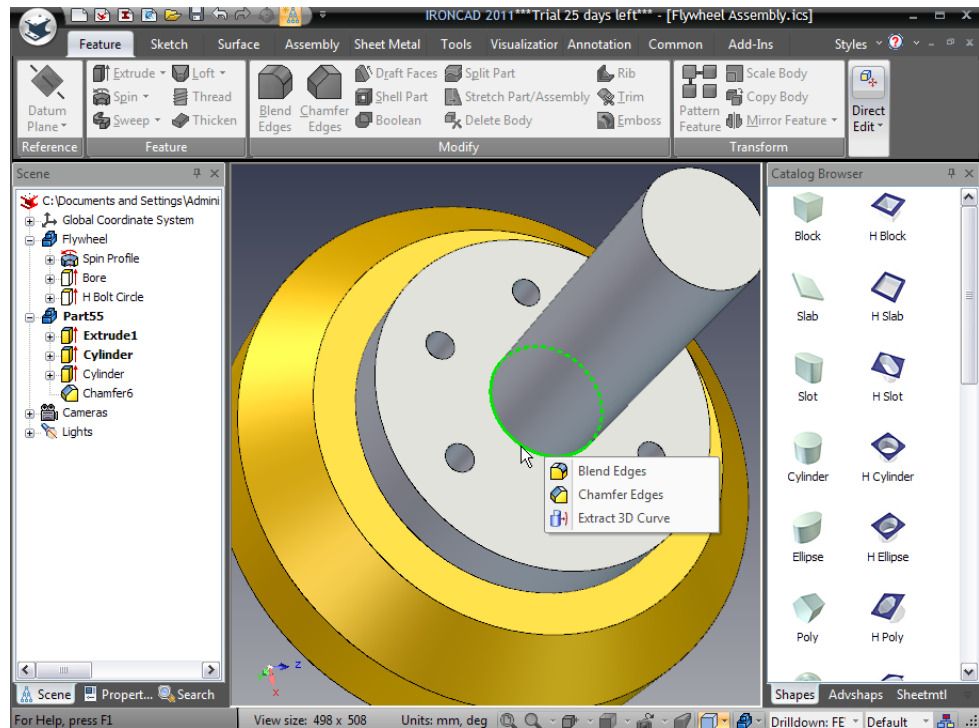 IRONCAD 2011***Trial 25 days left*** - [Flywheel Assembly.ics]
Feature Sketch Surface Assembly Sheet Metal Tools Visualizatior Annotation Common Add-Ins Styles
Datum Plane
Reference
Extrude Loft
Spin Thread
Sweep Thicken
Feature
Blend Edges
Chamfer Edges
Draft Faces Split Part Rib
Shell Part Stretch Part/Assembly Trim
Boolean Delete Body Emboss
Modify
Pattern Feature
Scale Body
Copy Body
Mirror Feature
Transform
Direct Edit
Scene
C:\Documents and Settings\Admini
Global Coordinate System
Flywheel
Spin Profile
Bore
H Bolt Circle
Part55
Extrude1
Cylinder
Cylinder
Chamfer6
Cameras
Lights
Scene Propert... Search
Blend Edges
Chamfer Edges
Extract 3D Curve
z
x
Catalog Browser
Block H Block
Slab H Slab
Slot H Slot
Cylinder H Cylinder
Ellipse H Ellipse
Poly H Poly
Shapes Advshaps Sheetmtl
For Help, press F1 View size: 498 x 508 Units: mm, deg Drilldown: FE Default